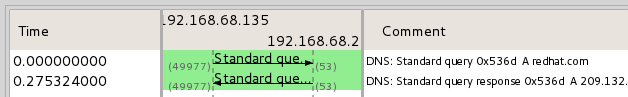 Time .192.168.68.135 192.168.68.2 Comment
0.000000000 Standard que... (49977) (53) DNS: Standard query 0x536d A redhat.com
0.275324000 Standard que... (49977) (53) DNS: Standard query response 0x536d A 209.132.